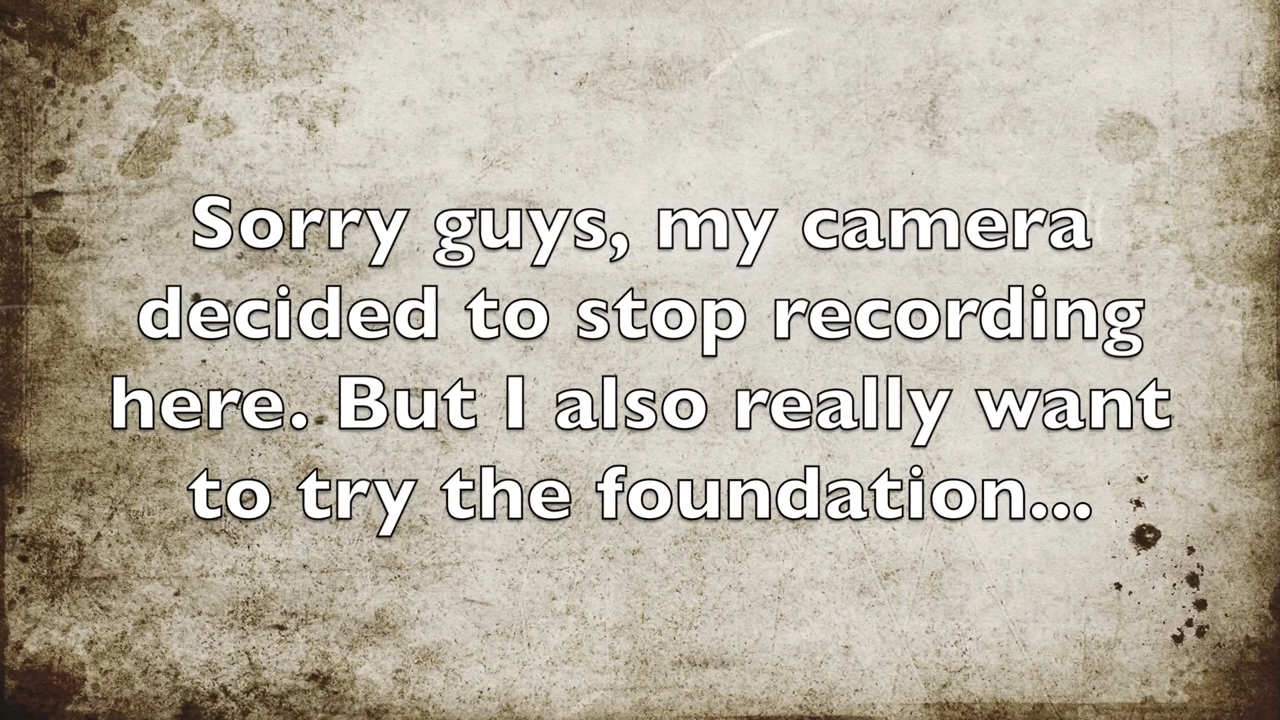 Sorry guys, my camera
decided to stop recording
here. But I also really want
to try the foundation...